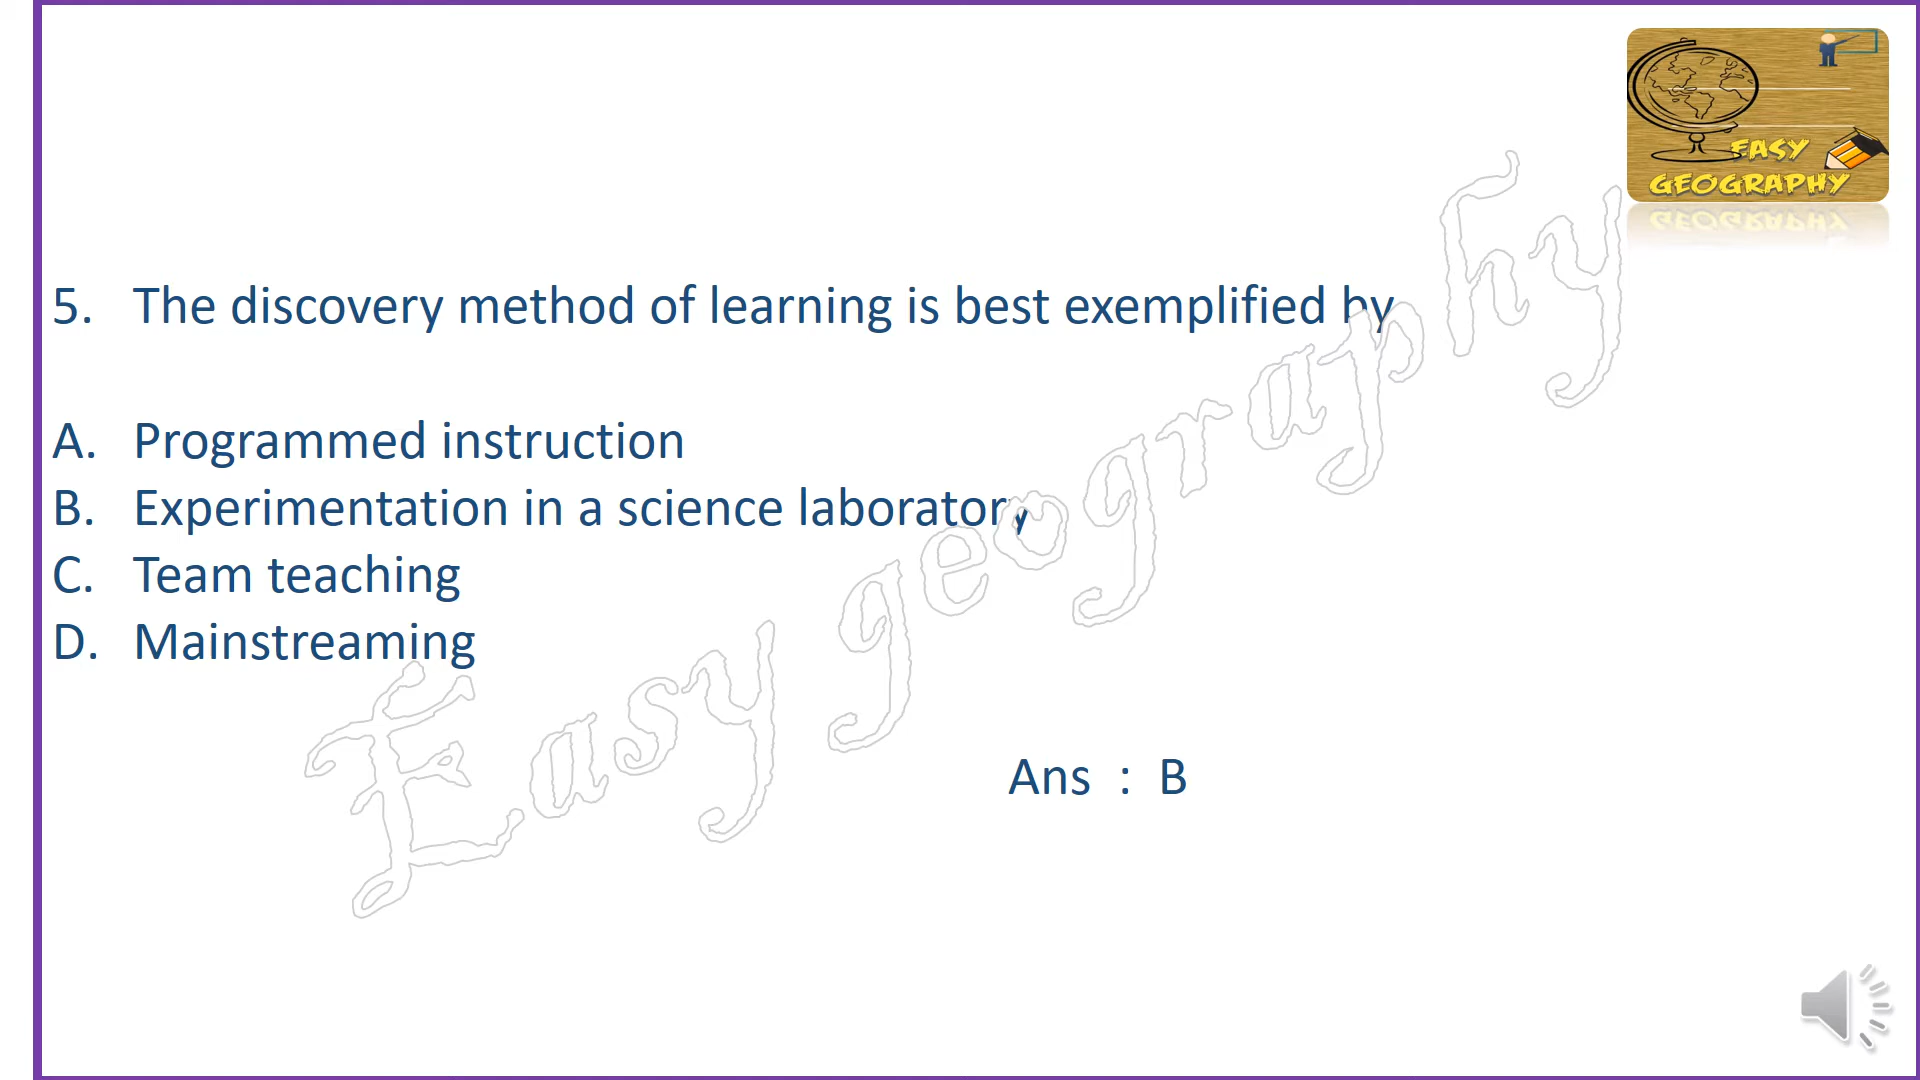 EASY
GEOGRAPHY
5. The discovery method of learning is best exemplified by
A. Programmed instruction
B. Experimentation in a science laboratory
C. Team teaching
D. Mainstreaming
Ans : B
Easy geography